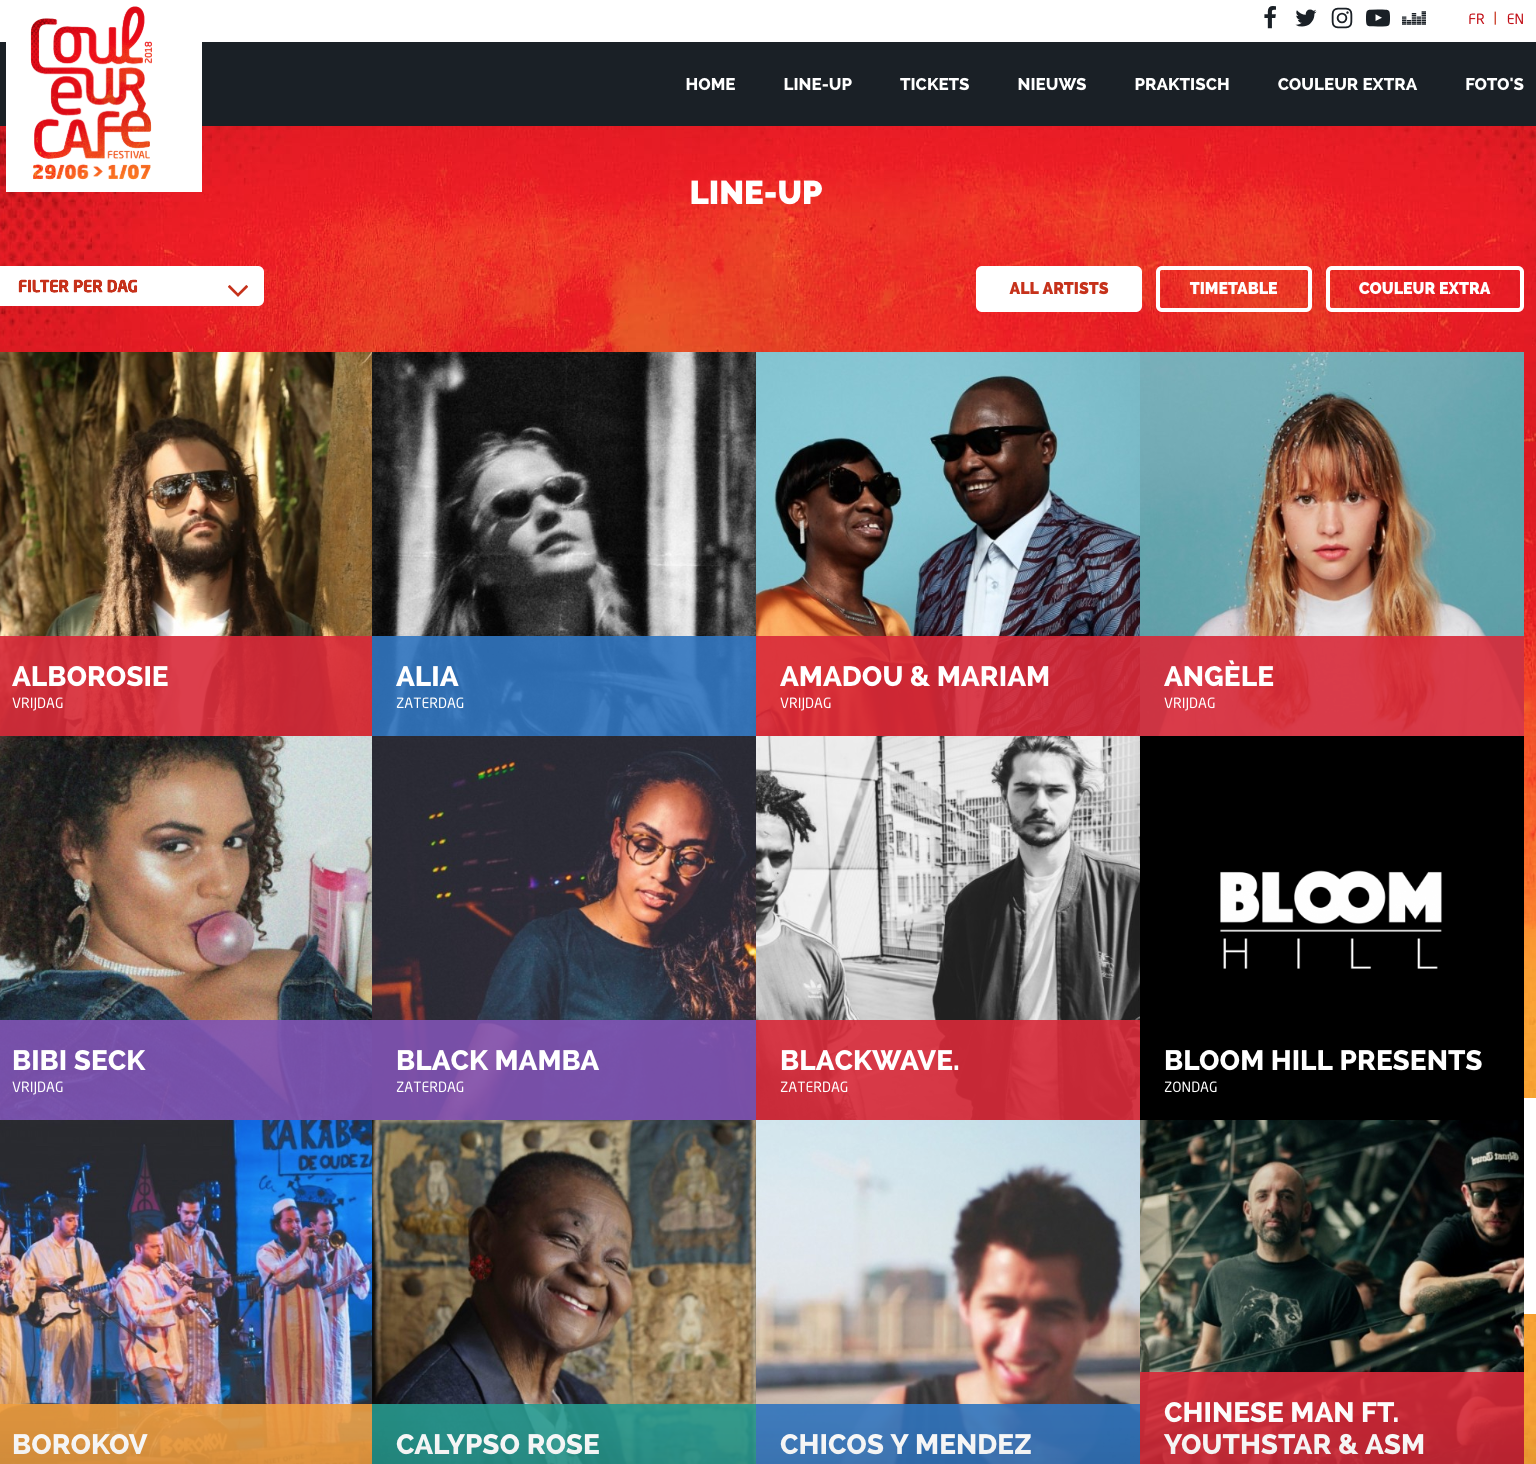 Couleur
Café
2018
FESTIVAL
29/06 > 1/07
FR | EN
HOME LINE-UP TICKETS NIEUWS PRAKTISCH COULEUR EXTRA FOTO'S
LINE-UP
FILTER PER DAG
ALL ARTISTS TIMETABLE COULEUR EXTRA
ALBOROSIE
VRIJDAG
ALIA
ZATERDAG
AMADOU & MARIAM
VRIJDAG
ANGÈLE
VRIJDAG
BIBI SECK
VRIJDAG
BLACK MAMBA
ZATERDAG
BLACKWAVE.
ZATERDAG
BLOOM
HILL
BLOOM HILL PRESENTS
ZONDAG
KAKAB
DE OUDE Z
BOROKOV
CALYPSO ROSE
CHICOS Y MENDEZ
CHINESE MAN FT.
YOUTHSTAR & ASM